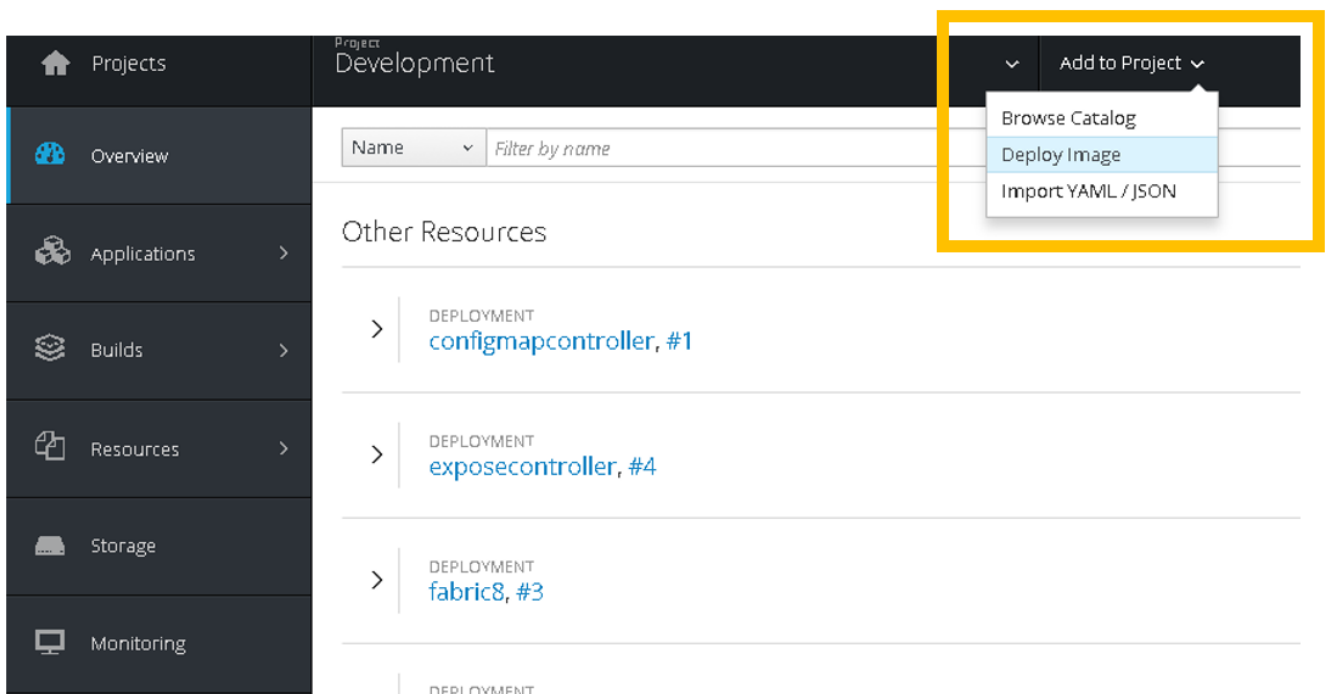 Projects
Project
Development
Add to Project
Browse Catalog
Deploy Image
Import YAML / JSON
Overview
Applications
Builds
Resources
Storage
Monitoring
Name
Filter by name
Other Resources
DEPLOYMENT
configmapcontroller, #1
DEPLOYMENT
exposecontroller, #4
DEPLOYMENT
fabric8, #3
DEPLOYMENT